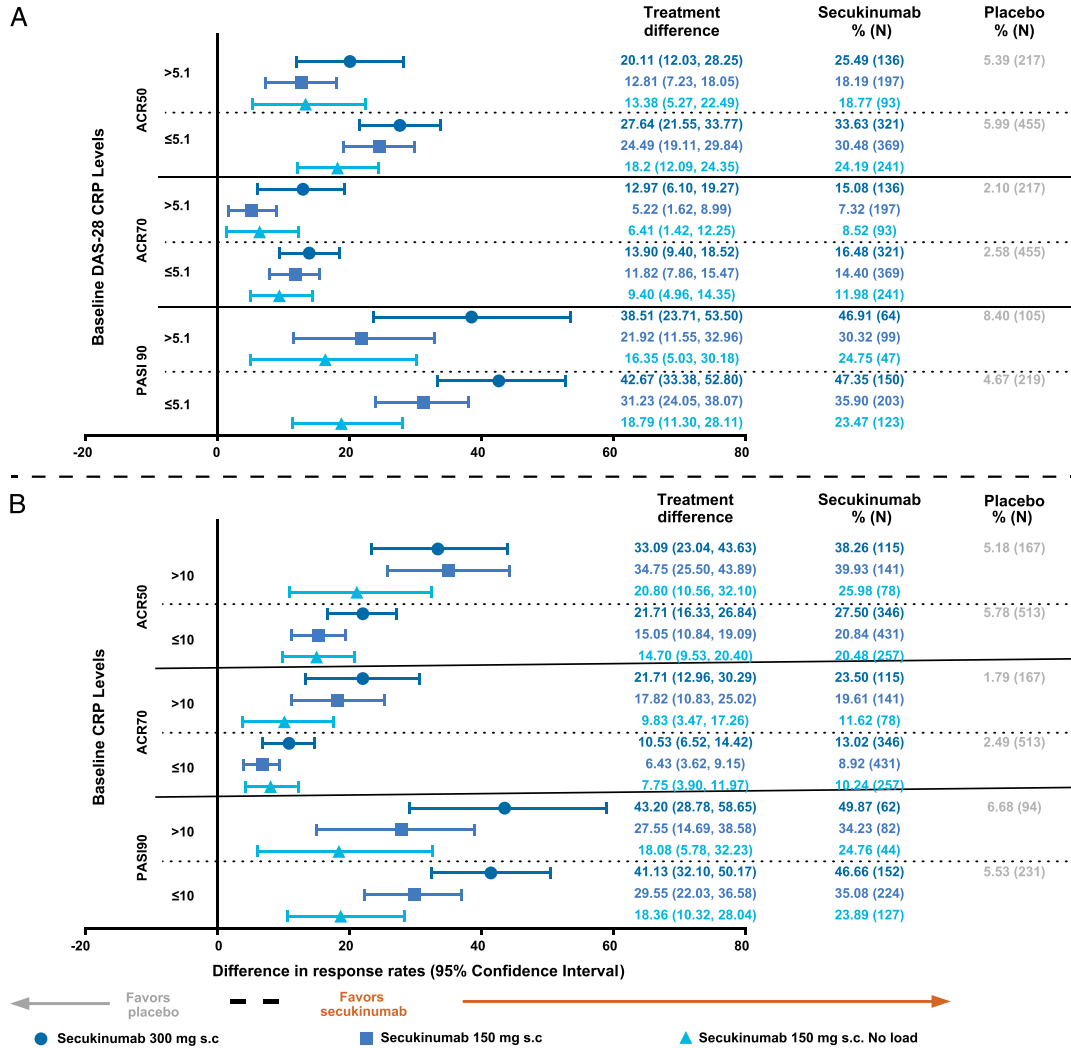 A
Treatment difference
Secukinumab % (N)
Placebo % (N)
Baseline DAS-28 CRP Levels
ACR50
>5.1
20.11 (12.03, 28.25) 25.49 (136) 5.39 (217)
12.81 (7.23, 18.05) 18.19 (197)
13.38 (5.27, 22.49) 18.77 (93)
≤5.1
27.64 (21.55, 33.77) 33.63 (321) 5.99 (455)
24.49 (19.11, 29.84) 30.48 (369)
18.2 (12.09, 24.35) 24.19 (241)
ACR70
>5.1
12.97 (6.10, 19.27) 15.08 (136) 2.10 (217)
5.22 (1.62, 8.99) 7.32 (197)
6.41 (1.42, 12.25) 8.52 (93)
≤5.1
13.90 (9.40, 18.52) 16.48 (321) 2.58 (455)
11.82 (7.86, 15.47) 14.40 (369)
9.40 (4.96, 14.35) 11.98 (241)
PASI 90
>5.1
38.51 (23.71, 53.50) 46.91 (64) 8.40 (105)
21.92 (11.55, 32.96) 30.32 (99)
16.35 (5.03, 30.18) 24.75 (47)
≤5.1
42.67 (33.38, 52.80) 47.35 (150) 4.67 (219)
31.23 (24.05, 38.07) 35.90 (203)
18.79 (11.30, 28.11) 23.47 (123)
-20 0 20 40 60 80
B
Treatment difference
Secukinumab % (N)
Placebo % (N)
Baseline CRP Levels
ACR50
>10
33.09 (23.04, 43.63) 38.26 (115) 5.18 (167)
34.75 (25.50, 43.89) 39.93 (141)
20.80 (10.56, 32.10) 25.98 (78)
≤10
21.71 (16.33, 26.84) 27.50 (346) 5.78 (513)
15.05 (10.84, 19.09) 20.84 (431)
14.70 (9.53, 20.40) 20.48 (257)
ACR70
>10
21.71 (12.96, 30.29) 23.50 (115) 1.79 (167)
17.82 (10.83, 25.02) 19.61 (141)
9.83 (3.47, 17.26) 11.62 (78)
≤10
10.53 (6.52, 14.42) 13.02 (346) 2.49 (513)
6.43 (3.62, 9.15) 8.92 (431)
7.75 (3.90, 11.97) 10.24 (257)
PASI90
>10
43.20 (28.78, 58.65) 49.87 (62) 6.68 (94)
27.55 (14.69, 38.58) 34.23 (82)
18.08 (5.78, 32.23) 24.76 (44)
≤10
41.13 (32.10, 50.17) 46.66 (152) 5.53 (231)
29.55 (22.03, 36.58) 35.08 (224)
18.36 (10.32, 28.04) 23.89 (127)
-20 0 20 40 60 80
Difference in response rates (95% Confidence Interval)
Favors placebo
Favors secukinumab
Secukinumab 300 mg s.c
Secukinumab 150 mg s.c
Secukinumab 150 mg s.c. No load